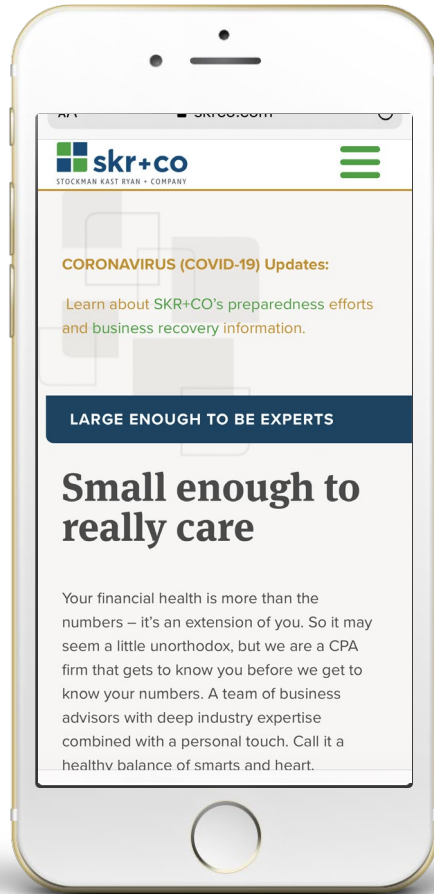 skr+co
STOCKMAN KAST RYAN + COMPANY
CORONAVIRUS (COVID-19) Updates:
Learn about SKR+CO's preparedness efforts
and business recovery information.
LARGE ENOUGH TO BE EXPERTS
Small enough to
really care
Your financial health is more than the
numbers – it's an extension of you. So it may
seem a little unorthodox, but we are a CPA
firm that gets to know you before we get to
know your numbers. A team of business
advisors with deep industry expertise
combined with a personal touch. Call it a
healthy balance of smarts and heart.